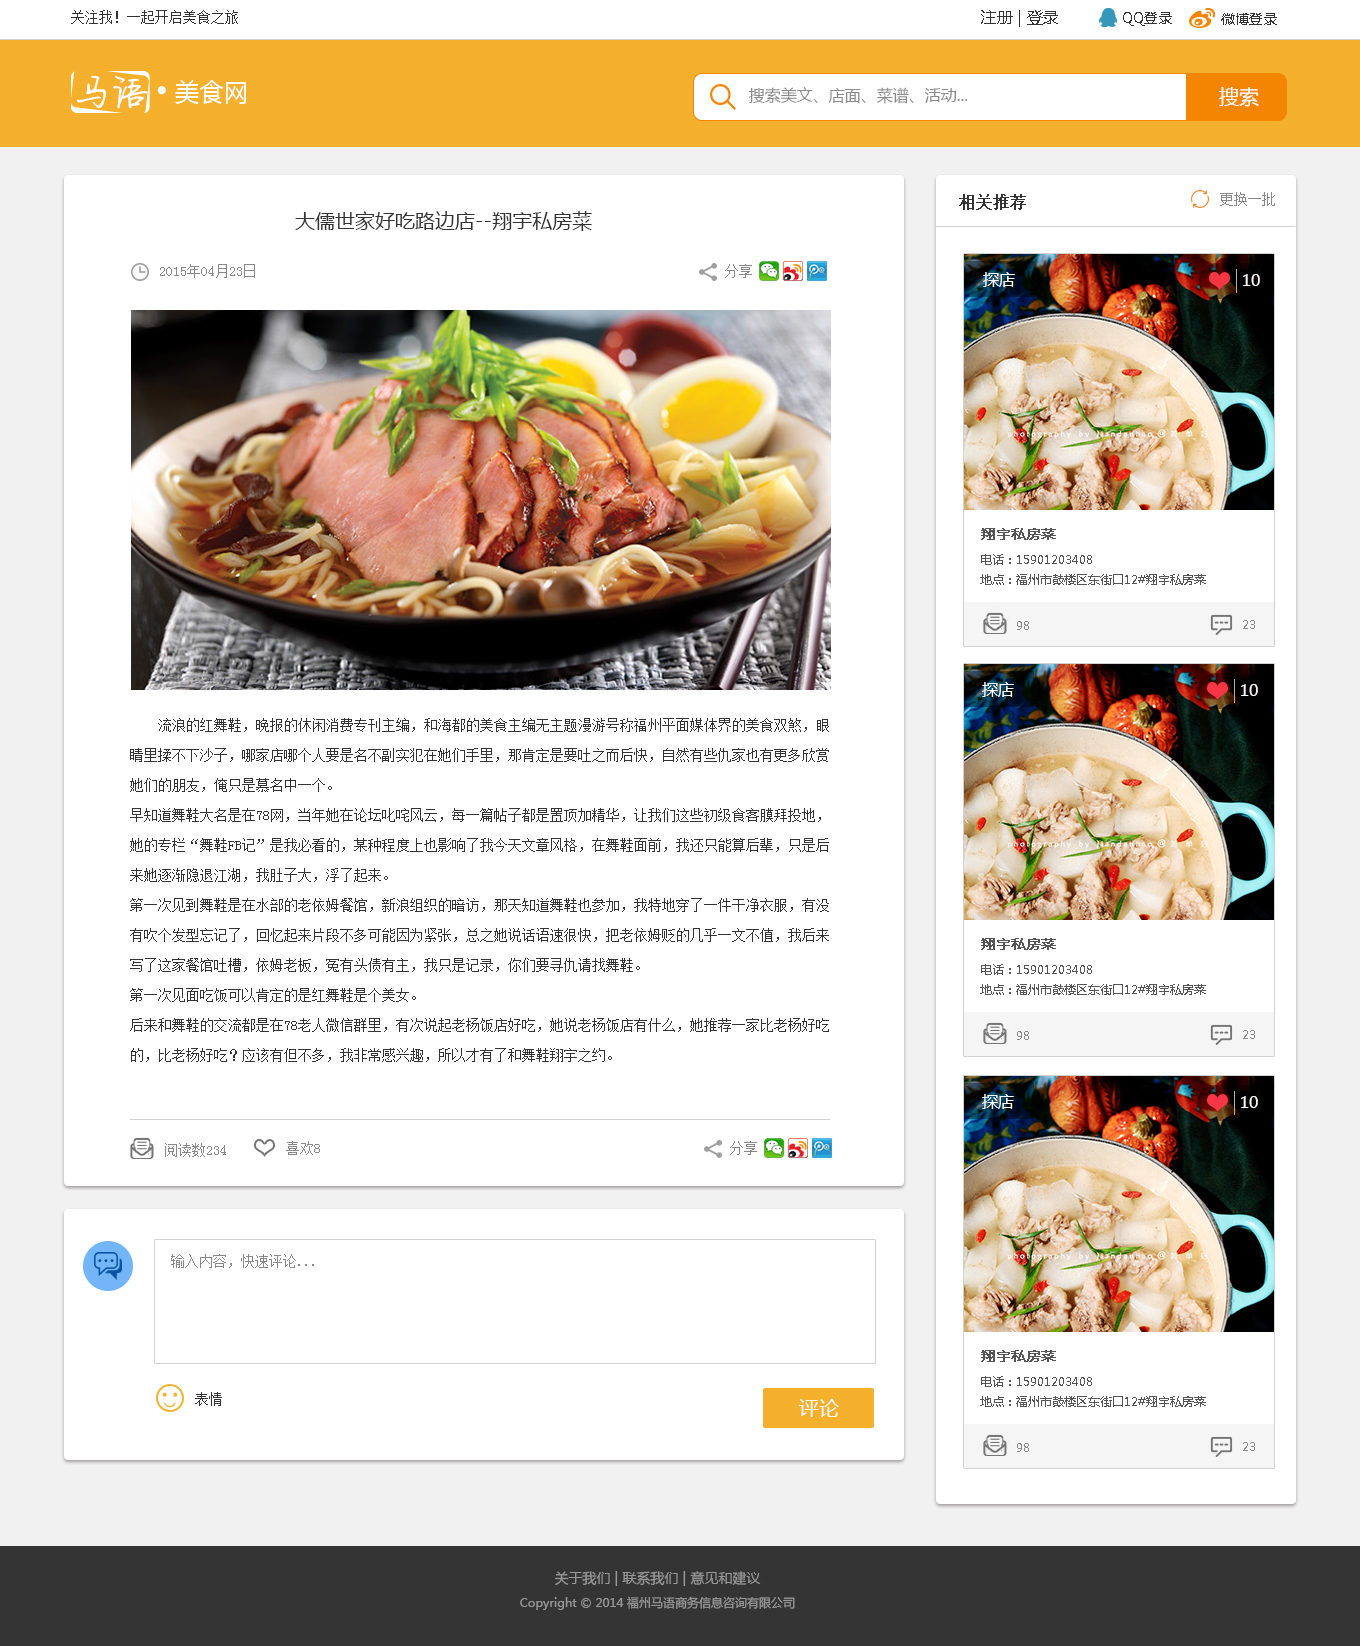 关注我！一起开启美食之旅
注册 | 登录
QQ登录
微博登录
马语·美食网
搜索美文、店面、菜谱、活动...
搜索
大儒世家好吃路边店--翔宇私房菜
2015年04月23日
分享
流浪的红舞鞋，晚报的休闲消费专刊主编，和海都的美食主编无主题漫游号称福州平面媒体界的美食双煞，眼
睛里揉不下沙子，哪家店哪个人要是名不副实犯在她们手里，那肯定是要吐之而后快，自然有些仇家也有更多欣赏
她们的朋友，俺只是慕名中一个。
早知道舞鞋大名是在78网，当年她在论坛叱咤风云，每一篇帖子都是置顶加精华，让我们这些初级食客膜拜投地，
她的专栏“舞鞋FB记”是我必看的，某种程度上也影响了我今天文章风格，在舞鞋面前，我还只能算后辈，只是后
来她逐渐隐退江湖，我肚子大，浮了起来。
第一次见到舞鞋是在水部的老依姆餐馆，新浪组织的暗访，那天知道舞鞋也参加，我特地穿了一件干净衣服，有没
有吹个发型忘记了，回忆起来片段不多可能因为紧张，总之她说话语速很快，把老依姆贬的几乎一文不值，我后来
写了这家餐馆吐槽，依姆老板，冤有头债有主，我只是记录，你们要寻仇请找舞鞋。
第一次见面吃饭可以肯定的是红舞鞋是个美女。
后来和舞鞋的交流都是在78老人微信群里，有次说起老杨饭店好吃，她说老杨饭店有什么，她推荐一家比老杨好吃
的，比老杨好吃？应该有但不多，我非常感兴趣，所以才有了和舞鞋翔宇之约。
阅读数234
喜欢8
分享
输入内容，快速评论...
表情
评论
相关推荐
更换一批
探店
10
photography by Nandanmao @
翔宇私房菜
电话：15901203408
地点：福州市鼓楼区东街口12#翔宇私房菜
98
23
探店
10
photography by Nandanmao @
翔宇私房菜
电话：15901203408
地点：福州市鼓楼区东街口12#翔宇私房菜
98
23
探店
10
photography by Nandanmao @
翔宇私房菜
电话：15901203408
地点：福州市鼓楼区东街口12#翔宇私房菜
98
23
关于我们 | 联系我们 | 意见和建议
Copyright © 2014 福州马语商务信息咨询有限公司